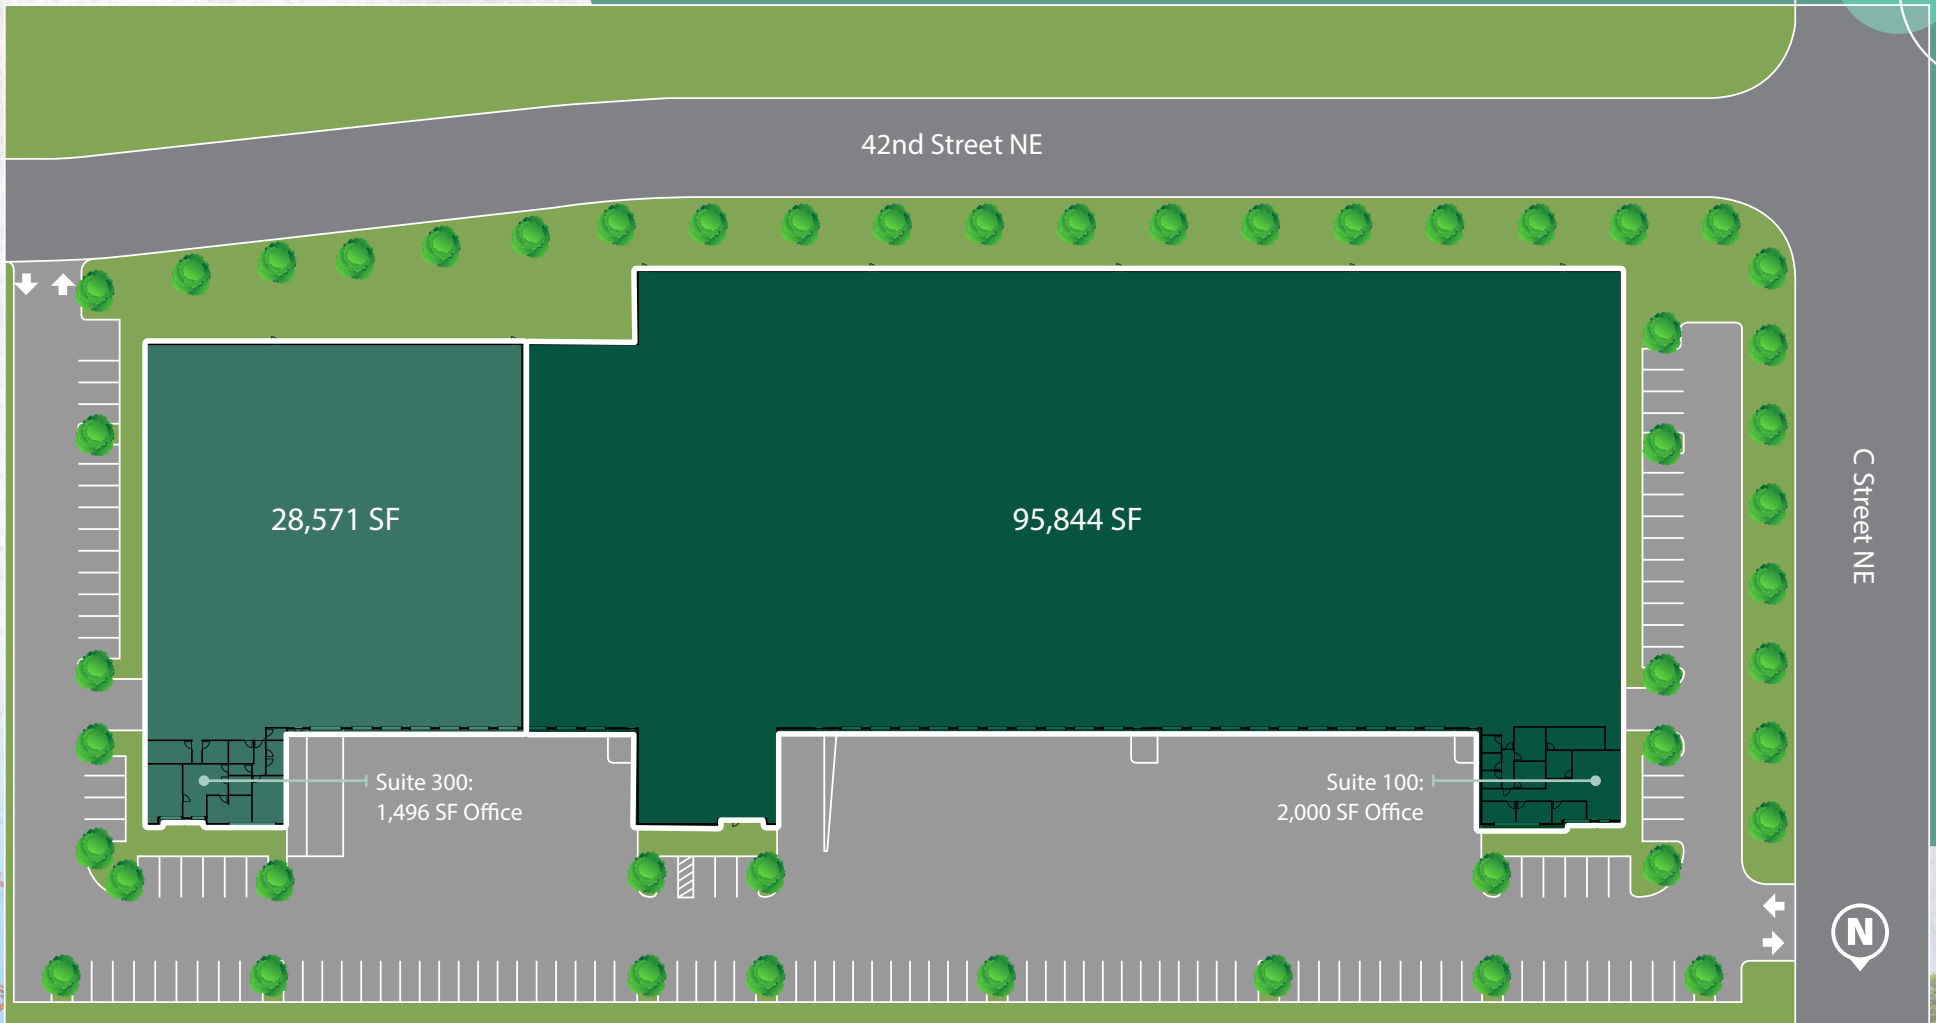 42nd Street NE
C Street NE
28,571 SF
95,844 SF
Suite 300:
1,496 SF Office
Suite 100:
2,000 SF Office
N